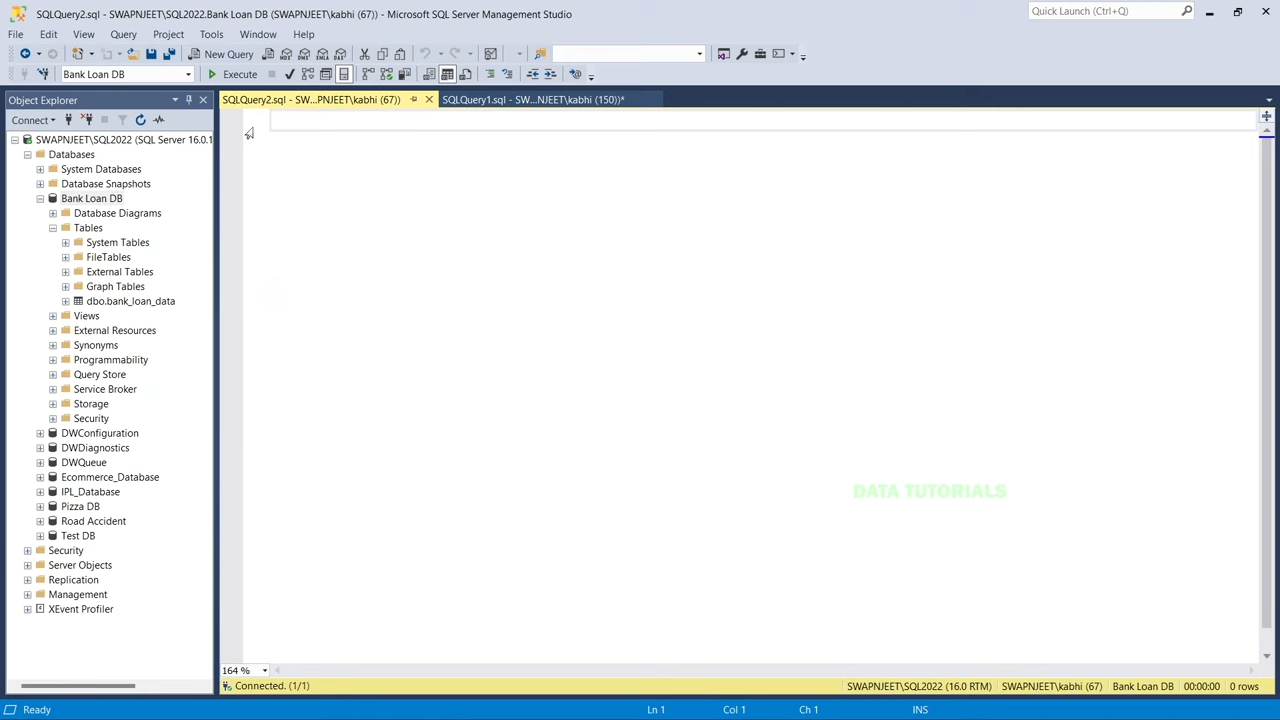 SQLQuery2.sql - SWAPNJEET\SQL2022.Bank Loan DB (SWAPNJEET\kabhi (67)) - Microsoft SQL Server Management Studio
Quick Launch (Ctrl+Q)
File Edit View Query Project Tools Window Help
New Query
MDX DMX XMLA DAX
Bank Loan DB
Execute
SQLQuery2.sql - SW...PNJEET\kabhi (67))
SQLQuery1.sql - SW...NJEET\kabhi (150))*
Object Explorer
Connect
SWAPNJEET\SQL2022 (SQL Server 16.0.1
Databases
System Databases
Database Snapshots
Bank Loan DB
Database Diagrams
Tables
System Tables
FileTables
External Tables
Graph Tables
dbo.bank_loan_data
Views
External Resources
Synonyms
Programmability
Query Store
Service Broker
Storage
Security
DWConfiguration
DWDiagnostics
DWQueue
Ecommerce_Database
IPL_Database
Pizza DB
Road Accident
Test DB
Security
Server Objects
Replication
Management
XEvent Profiler
DATA TUTORIALS
164 %
Connected. (1/1)
SWAPNJEET\SQL2022 (16.0 RTM)
SWAPNJEET\kabhi (67)
Bank Loan DB
00:00:00
0 rows
Ready
Ln 1
Col 1
Ch 1
INS